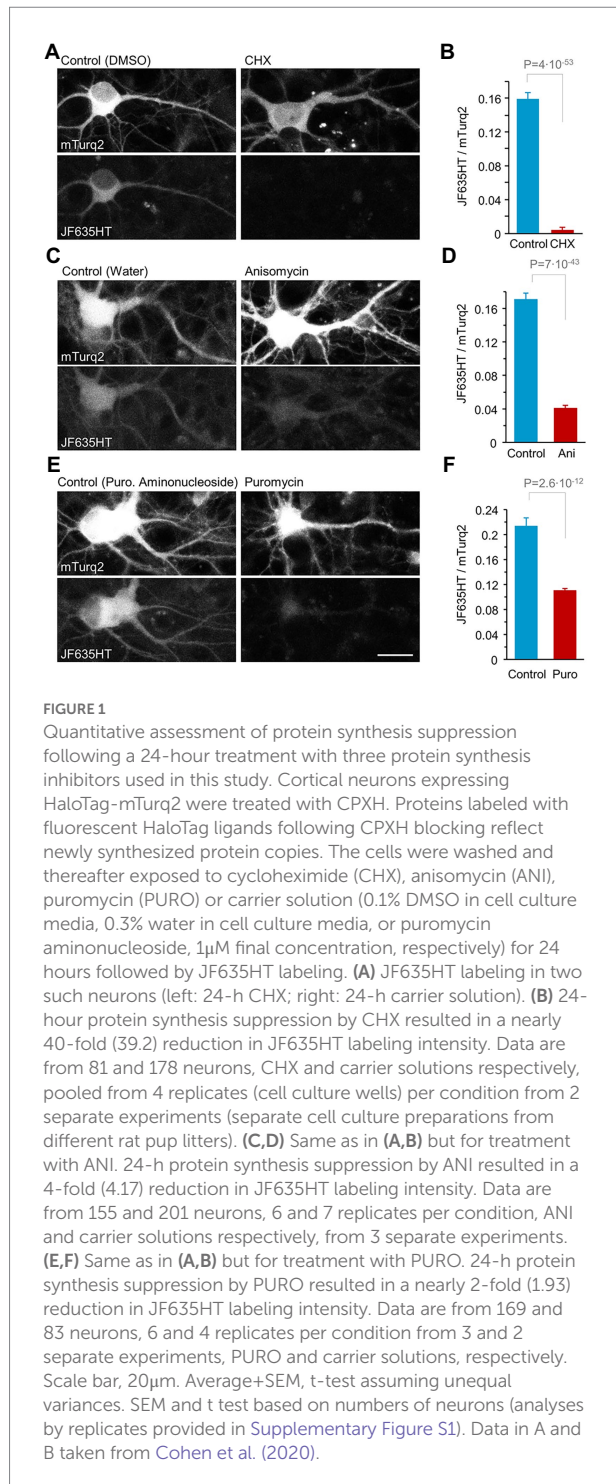 A
Control (DMSO)
CHX
mTurq2
JF635HT
B
P=4·10-53
JF635HT / mTurq2
0.16
0.12
0.08
0.04
0
Control CHX
C
Control (Water)
Anisomycin
mTurq2
JF635HT
D
P=7·10-43
JF635HT / mTurq2
0.16
0.12
0.08
0.04
0
Control Ani
E
Control (Puro. Aminonucleoside)
Puromycin
mTurq2
JF635HT
F
P=2.6·10-12
JF635HT / mTurq2
0.24
0.2
0.16
0.12
0.08
0.04
0
Control Puro
FIGURE 1
Quantitative assessment of protein synthesis suppression
following a 24-hour treatment with three protein synthesis
inhibitors used in this study. Cortical neurons expressing
HaloTag-mTurq2 were treated with CPXH. Proteins labeled with
fluorescent HaloTag ligands following CPXH blocking reflect
newly synthesized protein copies. The cells were washed and
thereafter exposed to cycloheximide (CHX), anisomycin (ANI),
puromycin (PURO) or carrier solution (0.1% DMSO in cell culture
media, 0.3% water in cell culture media, or puromycin
aminonucleoside, 1μM final concentration, respectively) for 24
hours followed by JF635HT labeling. (A) JF635HT labeling in two
such neurons (left: 24-h CHX; right: 24-h carrier solution). (B) 24-
hour protein synthesis suppression by CHX resulted in a nearly
40-fold (39.2) reduction in JF635HT labeling intensity. Data are
from 81 and 178 neurons, CHX and carrier solutions respectively,
pooled from 4 replicates (cell culture wells) per condition from 2
separate experiments (separate cell culture preparations from
different rat pup litters). (C,D) Same as in (A,B) but for treatment
with ANI. 24-h protein synthesis suppression by ANI resulted in a
4-fold (4.17) reduction in JF635HT labeling intensity. Data are
from 155 and 201 neurons, 6 and 7 replicates per condition, ANI
and carrier solutions respectively, from 3 separate experiments.
(E,F) Same as in (A,B) but for treatment with PURO. 24-h protein
synthesis suppression by PURO resulted in a nearly 2-fold (1.93)
reduction in JF635HT labeling intensity. Data are from 169 and
83 neurons, 6 and 4 replicates per condition from 3 and 2
separate experiments, PURO and carrier solutions, respectively.
Scale bar, 20μm. Average+SEM, t-test assuming unequal
variances. SEM and t test based on numbers of neurons (analyses
by replicates provided in Supplementary Figure S1). Data in A and
B taken from Cohen et al. (2020).